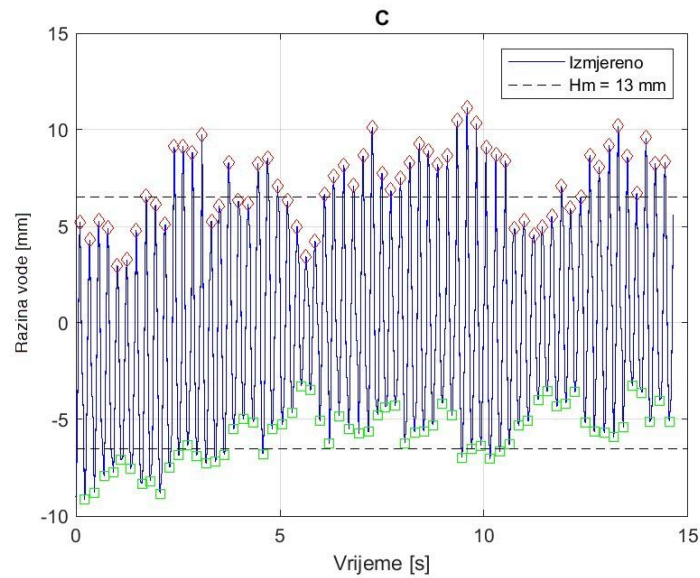 C
15
10
5
0
-5
-10
Razina vode [mm]
Izmjereno
Hm = 13 mm
0
5
10
15
Vrijeme [s]